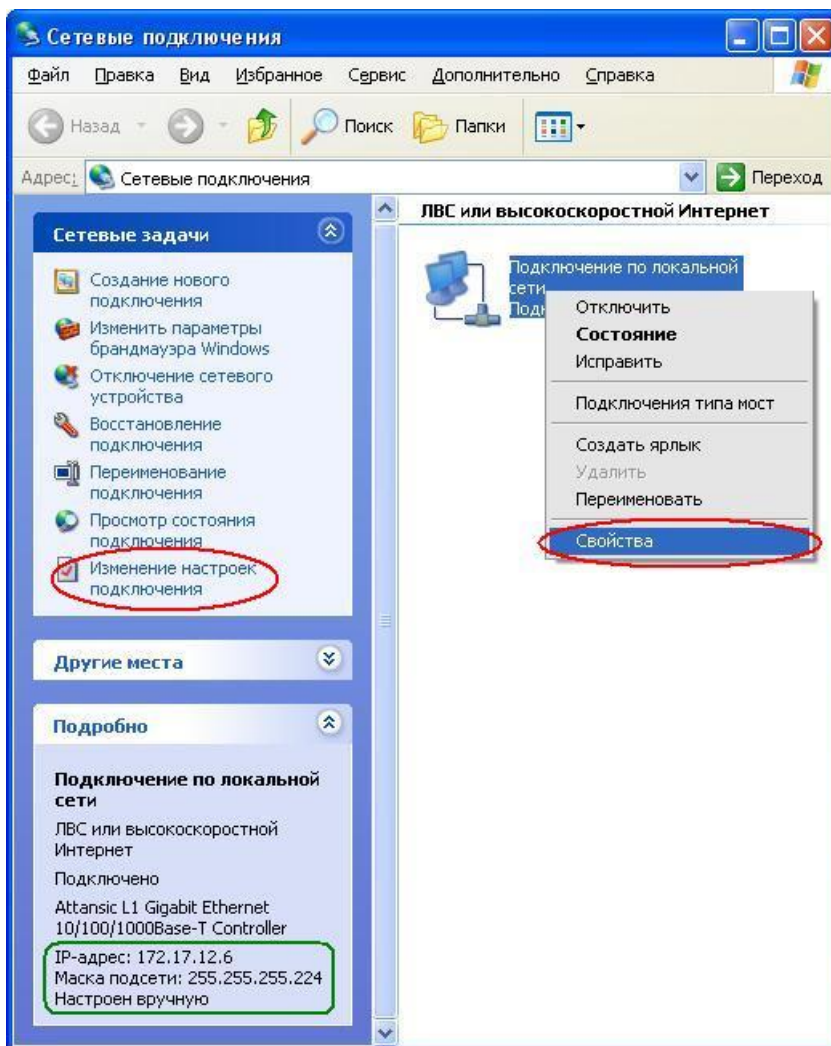 Сетевые подключения
Файл Правка Вид Избранное Сервис Дополнительно Справка
Назад Поиск Папки
Адрес: Сетевые подключения Переход
Сетевые задачи
Создание нового
подключения
Изменить параметры
брандмауэра Windows
Отключение сетевого
устройства
Восстановление
подключения
Переименование
подключения
Просмотр состояния
подключения
Изменение настроек
подключения
Другие места
Подробно
Подключение по локальной
сети
ЛВС или высокоскоростной
Интернет
Подключено
Attansic L1 Gigabit Ethernet
10/100/1000Base-T Controller
IP-адрес: 172.17.12.6
Маска подсети: 255.255.255.224
Настроен вручную
ЛВС или высокоскоростной Интернет
Подключение по локальной
сети
Отключить
Состояние
Исправить
Подключения типа мост
Создать ярлык
Удалить
Переименовать
Свойства